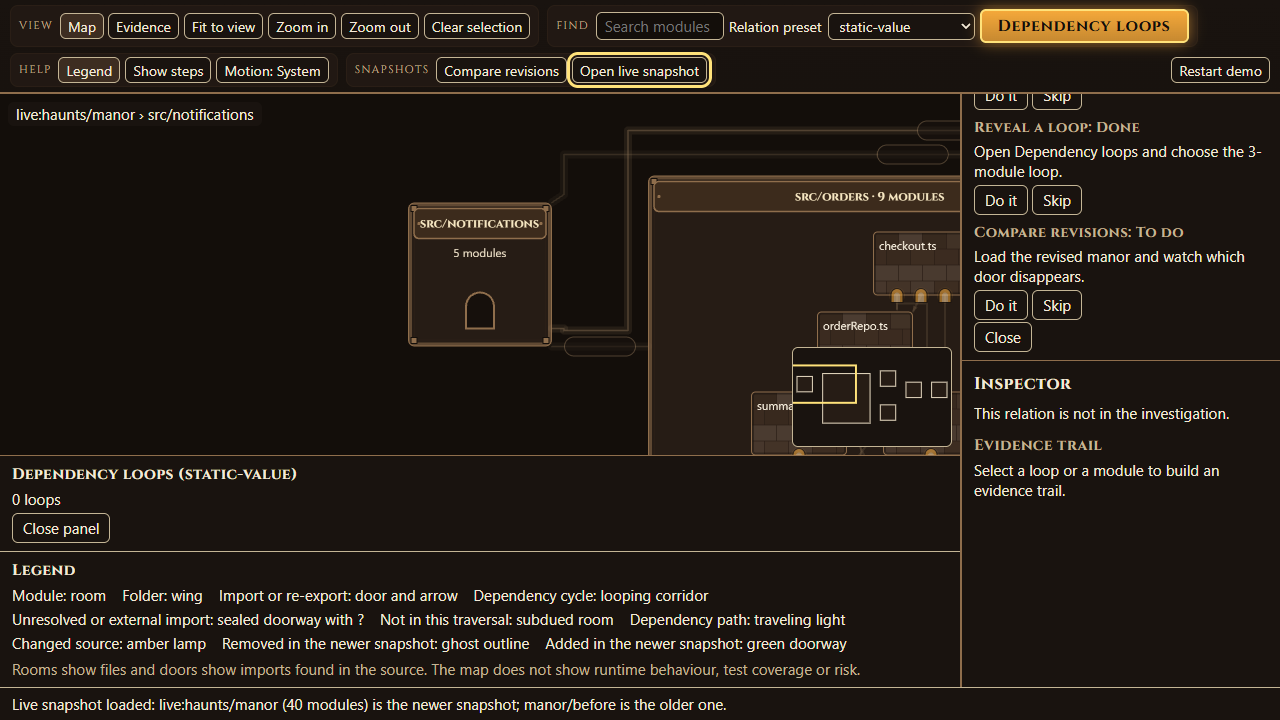 VIEW Map Evidence Fit to view Zoom in Zoom out Clear selection FIND Search modules Relation preset static-value DEPENDENCY LOOPS
HELP Legend Show steps Motion: System SNAPSHOTS Compare revisions Open live snapshot Restart demo
live:haunts/manor › src/notifications
SRC/NOTIFICATIONS
5 modules
SRC/ORDERS · 9 MODULES
checkout.ts
orderRepo.ts
Do it Skip
REVEAL A LOOP: DONE
Open Dependency loops and choose the 3-
module loop.
Do it Skip
COMPARE REVISIONS: TO DO
Load the revised manor and watch which
door disappears.
Do it Skip
Close
INSPECTOR
This relation is not in the investigation.
EVIDENCE TRAIL
Select a loop or a module to build an
evidence trail.
DEPENDENCY LOOPS (STATIC-VALUE)
0 loops
Close panel
LEGEND
Module: room Folder: wing Import or re-export: door and arrow Dependency cycle: looping corridor
Unresolved or external import: sealed doorway with ? Not in this traversal: subdued room Dependency path: traveling light
Changed source: amber lamp Removed in the newer snapshot: ghost outline Added in the newer snapshot: green doorway
Rooms show files and doors show imports found in the source. The map does not show runtime behaviour, test coverage or risk.
Live snapshot loaded: live:haunts/manor (40 modules) is the newer snapshot; manor/before is the older one.